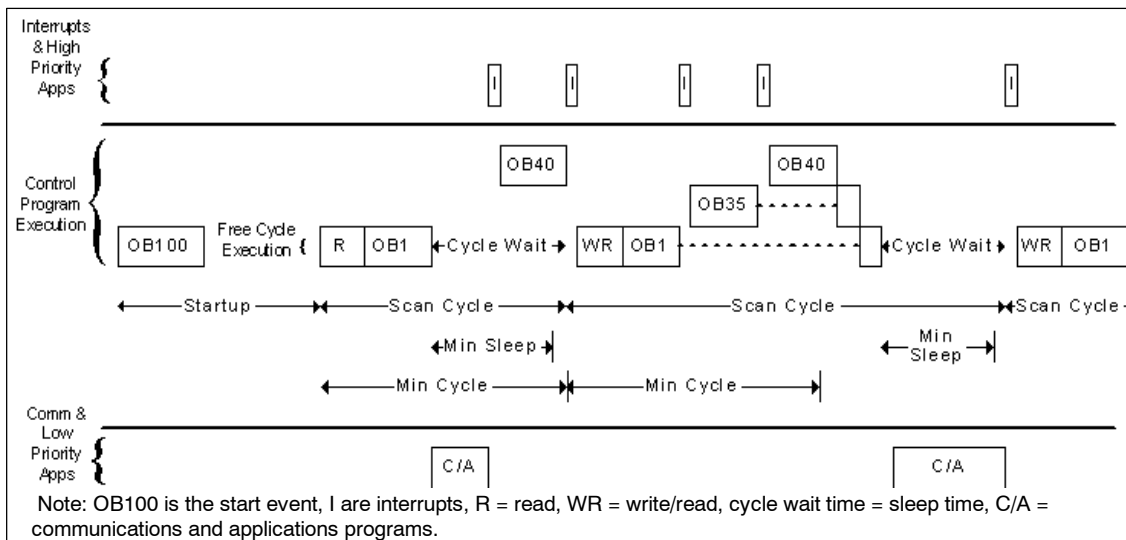 Interrupts
& High
Priority
Apps
I I I I I
Control
Program
Execution
OB40 OB40
OB35
OB100
Free Cycle
Execution
R OB1 Cycle Wait WR OB1 Cycle Wait WR OB1
Startup Scan Cycle Scan Cycle Scan Cycle
Min Sleep Min
Sleep
Min Cycle Min Cycle
Comm &
Low
Priority
Apps
C/A C/A
Note: OB100 is the start event, I are interrupts, R = read, WR = write/read, cycle wait time = sleep time, C/A =
communications and applications programs.